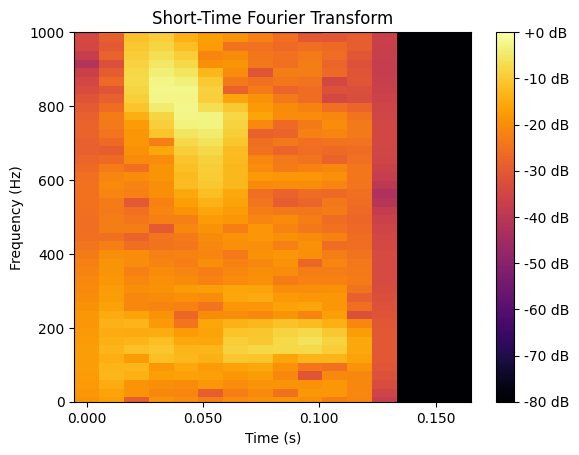 Short-Time Fourier Transform
Frequency (Hz)
1000
800
600
400
200
0
0.000
0.050
0.100
0.150
Time (s)
+0 dB
-10 dB
-20 dB
-30 dB
-40 dB
-50 dB
-60 dB
-70 dB
-80 dB